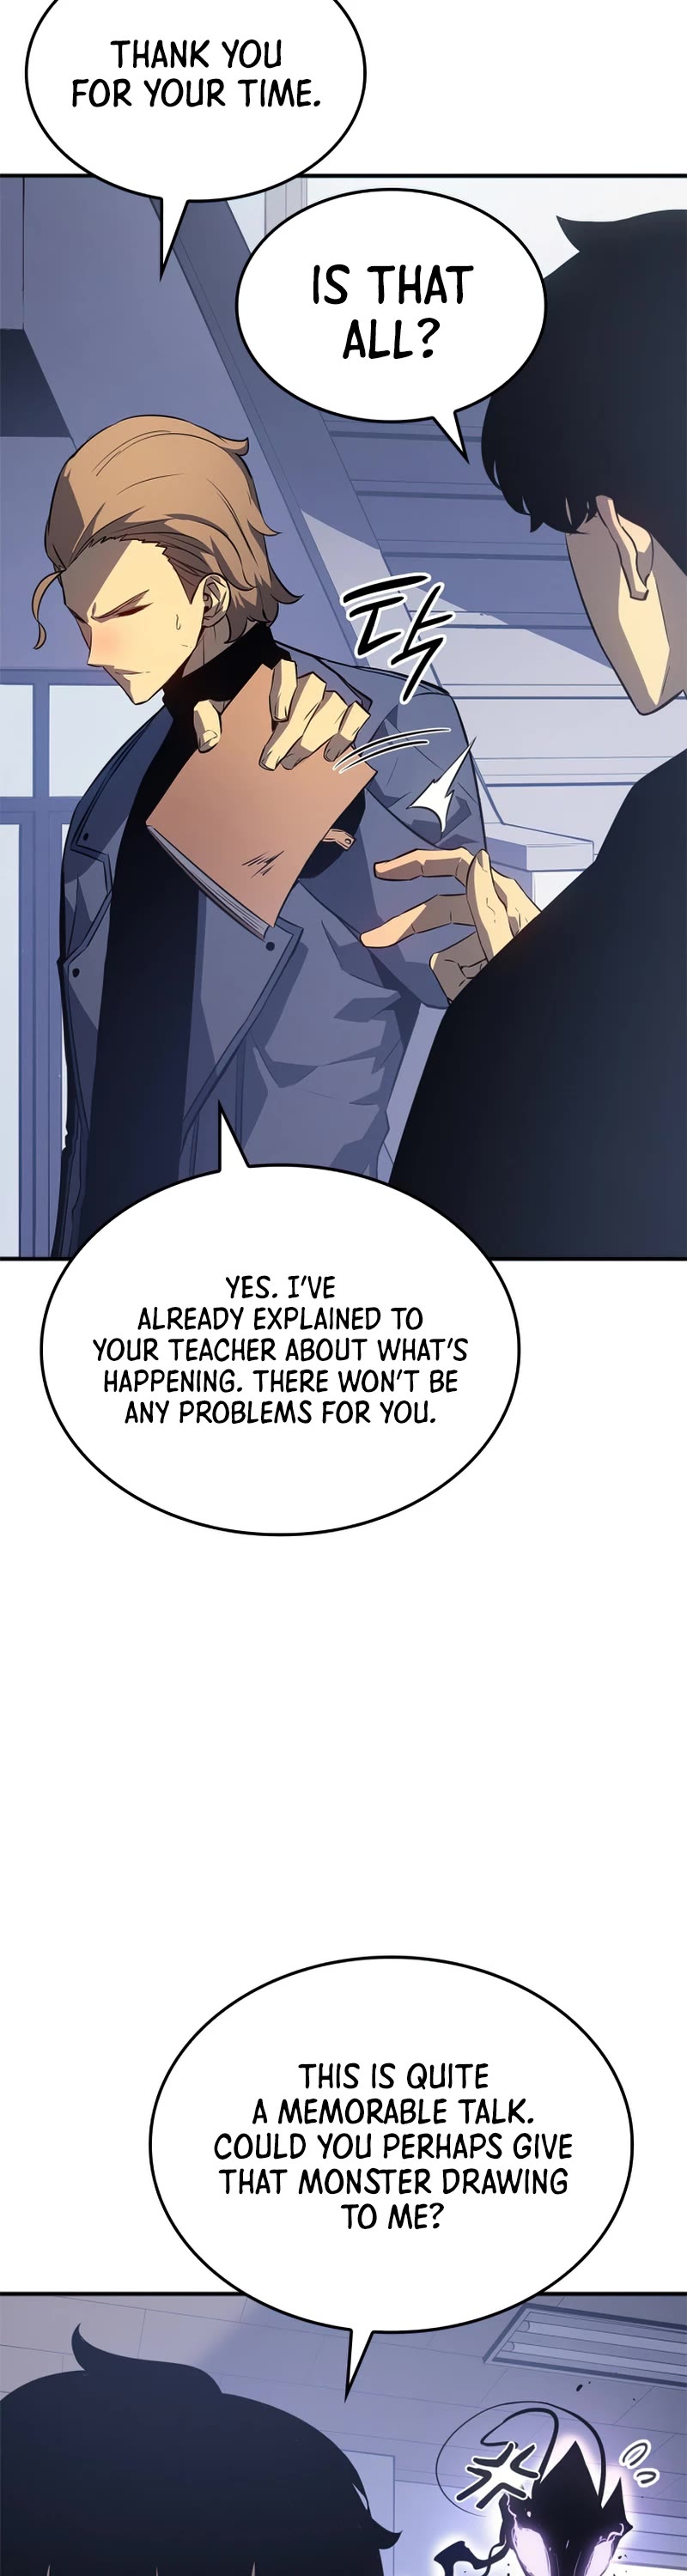 THANK YOU
FOR YOUR TIME.
IS THAT
ALL?
탁
YES. I'VE
ALREADY EXPLAINED TO
YOUR TEACHER ABOUT WHAT'S
HAPPENING. THERE WON'T BE
ANY PROBLEMS FOR YOU.
THIS IS QUITE
A MEMORABLE TALK.
COULD YOU PERHAPS GIVE
THAT MONSTER DRAWING
TO ME?